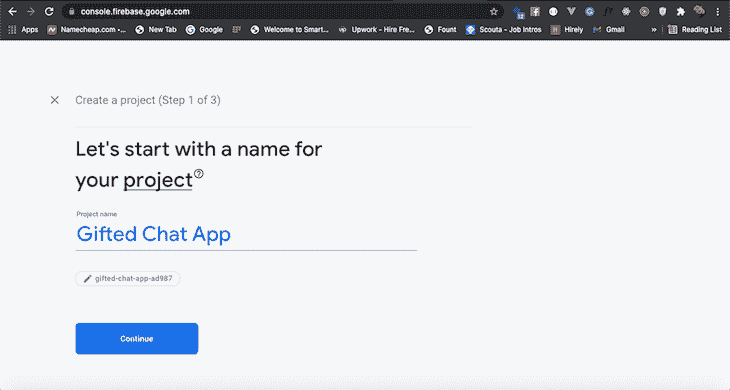 console.firebase.google.com
Apps Namecheap.com •... New Tab Google Welcome to Smart... Upwork - Hire Fre... Fount Scouta - Job Intros Hirely Gmail » Reading List
Create a project (Step 1 of 3)
Let's start with a name for
your project
Project name
Gifted Chat App
gifted-chat-app-ad987
Continue